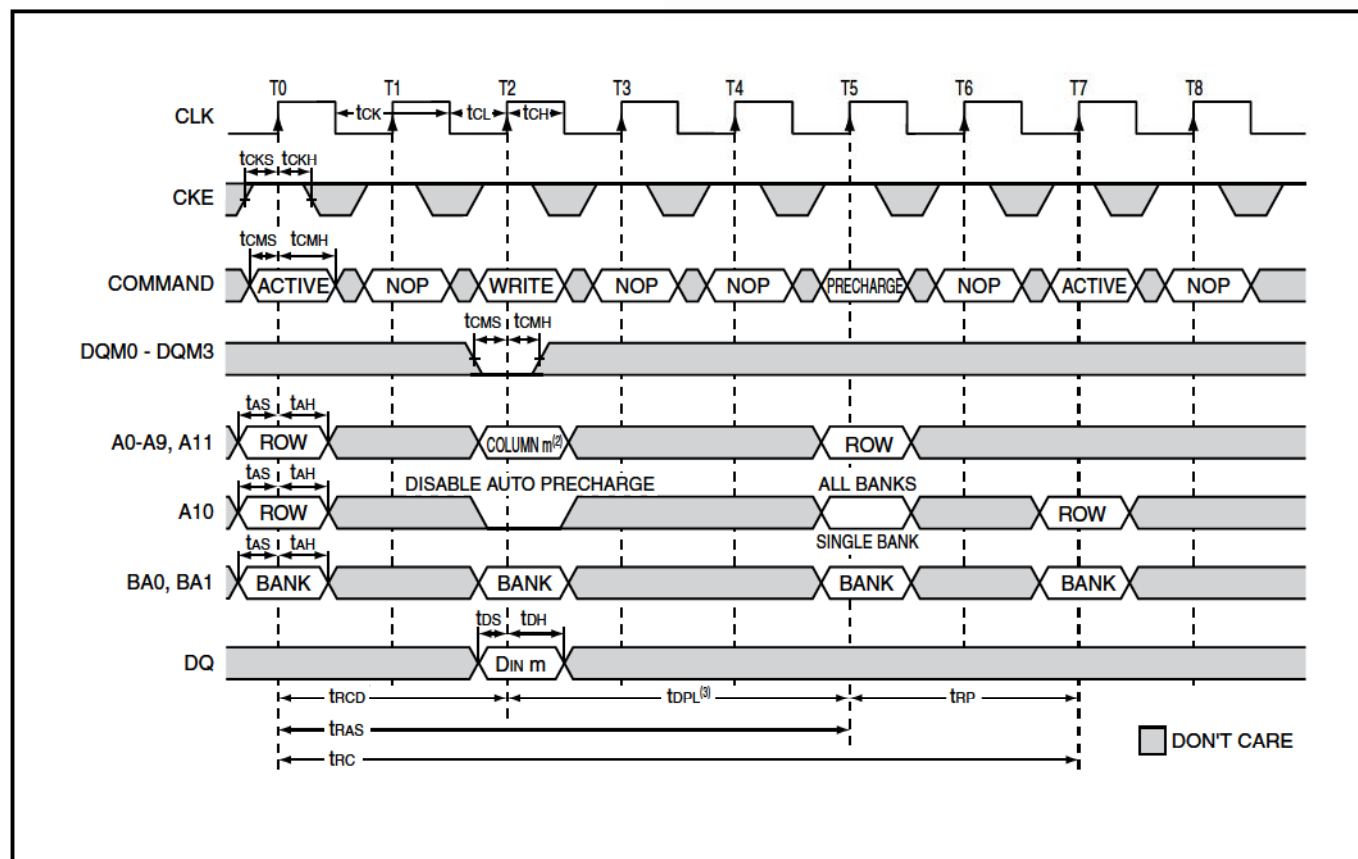 T0 T1 T2 T3 T4 T5 T6 T7 T8
CLK tCK tCL tCH
tCKS tCKH
CKE
tCMS tCMH
COMMAND ACTIVE NOP WRITE NOP NOP PRECHARGE NOP ACTIVE NOP
tCMS tCMH
DQM0 - DQM3
tAS tAH
A0-A9, A11 ROW COLUMN m(2) ROW
tAS tAH DISABLE AUTO PRECHARGE ALL BANKS
A10 ROW ROW
tAS tAH SINGLE BANK
BA0, BA1 BANK BANK BANK BANK
tDS tDH
DQ DIN m
tRCD tDPL(3) tRP
tRAS
DON'T CARE
tRC